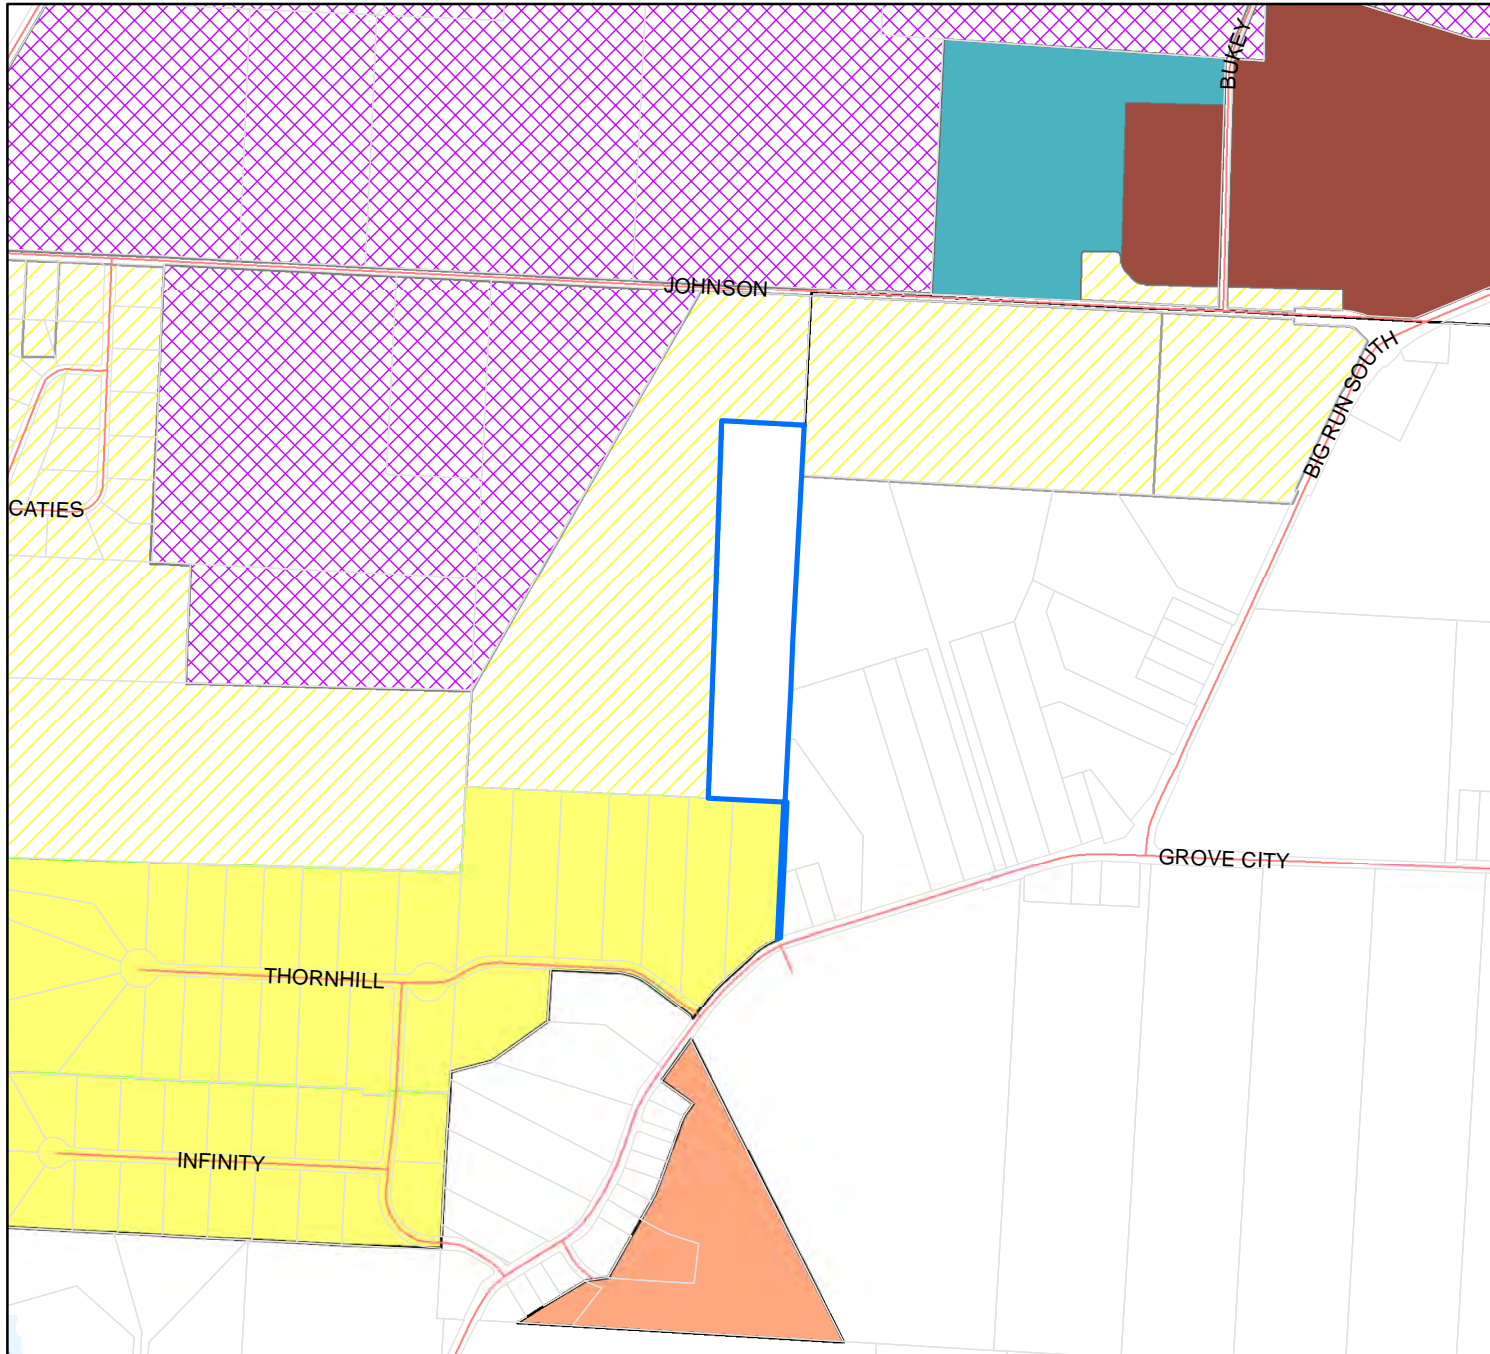 BUKEY
JOHNSON
BIG RUN SOUTH
CATIES
GROVE CITY
THORNHILL
INFINITY